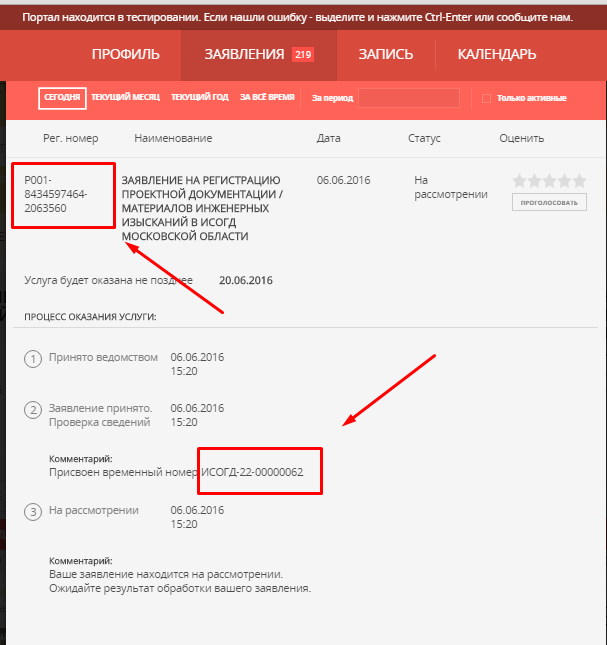 Портал находится в тестировании. Если нашли ошибку - выделите и нажмите Ctrl-Enter или сообщите нам.
ПРОФИЛЬ ЗАЯВЛЕНИЯ 219 ЗАПИСЬ КАЛЕНДАРЬ
СЕГОДНЯ ТЕКУЩИЙ МЕСЯЦ ТЕКУЩИЙ ГОД ЗА ВСЁ ВРЕМЯ За период Только активные
Рег. номер Наименование Дата Статус Оценить
P001-
8434597464-
2063560
ЗАЯВЛЕНИЕ НА РЕГИСТРАЦИЮ
ПРОЕКТНОЙ ДОКУМЕНТАЦИИ /
МАТЕРИАЛОВ ИНЖЕНЕРНЫХ
ИЗЫСКАНИЙ В ИСОГД
МОСКОВСКОЙ ОБЛАСТИ
06.06.2016
На
рассмотрении
ПРОГОЛОСОВАТЬ
Услуга будет оказана не позднее 20.06.2016
ПРОЦЕСС ОКАЗАНИЯ УСЛУГИ:
1 Принято ведомством 06.06.2016
15:20
2 Заявление принято. 06.06.2016
Проверка сведений 15:20
Комментарий:
Присвоен временный номер ИСОГД-22-00000062
3 На рассмотрении 06.06.2016
15:20
Комментарий:
Ваше заявление находится на рассмотрении.
Ожидайте результат обработки вашего заявления.